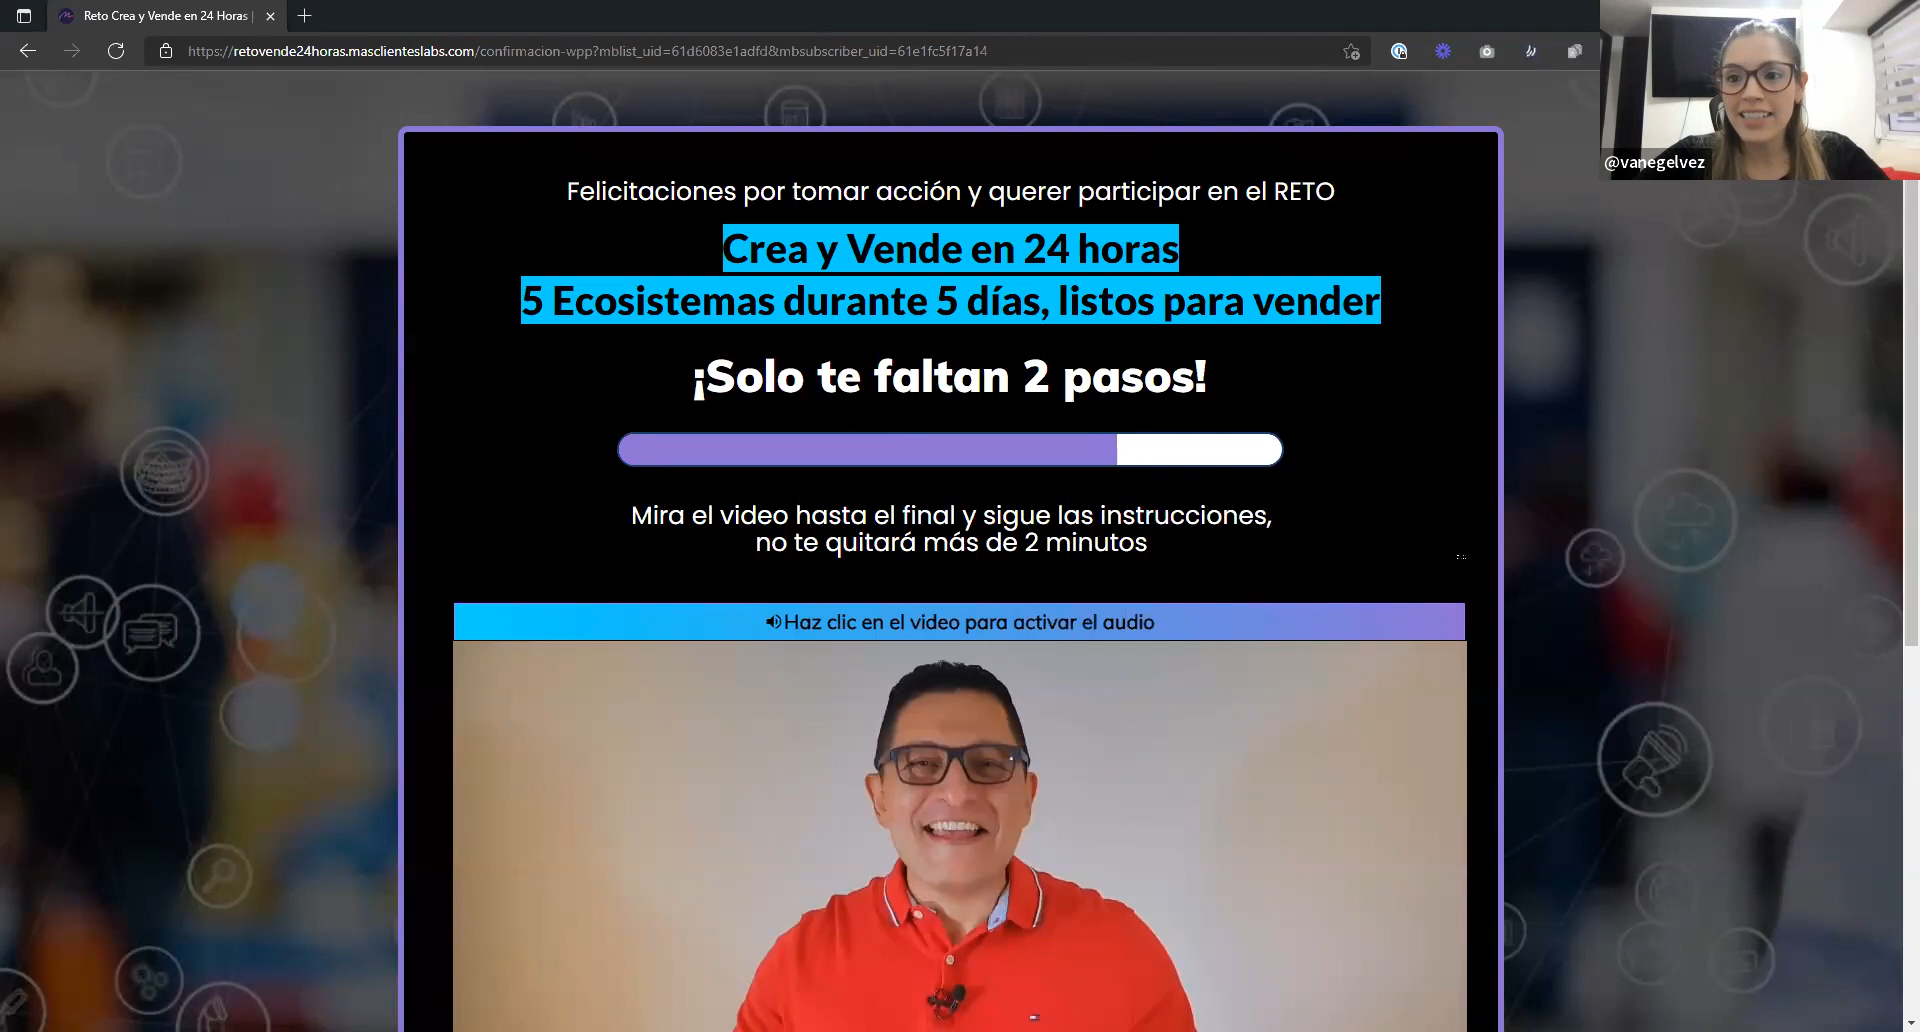 Reto Crea y Vende en 24 Horas |
https://retovende24horas.masclienteslabs.com/confirmacion-wpp?mblist_uid=61d6083e1adfd&mbsubscriber_uid=61e1fc5f17a14
@vanegelvez
Felicitaciones por tomar acción y querer participar en el RETO
Crea y Vende en 24 horas
5 Ecosistemas durante 5 días, listos para vender
¡Solo te faltan 2 pasos!
Mira el video hasta el final y sigue las instrucciones,
no te quitará más de 2 minutos
Haz clic en el video para activar el audio